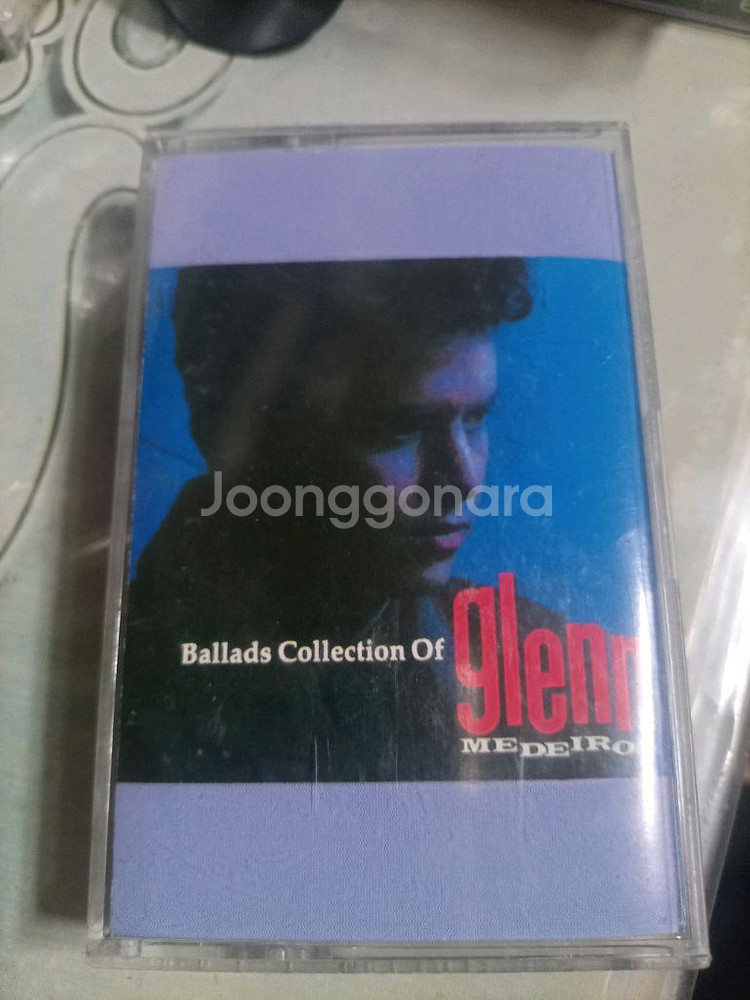 Joonggonara
Ballads Collection Of
glenn
MEDEIRO